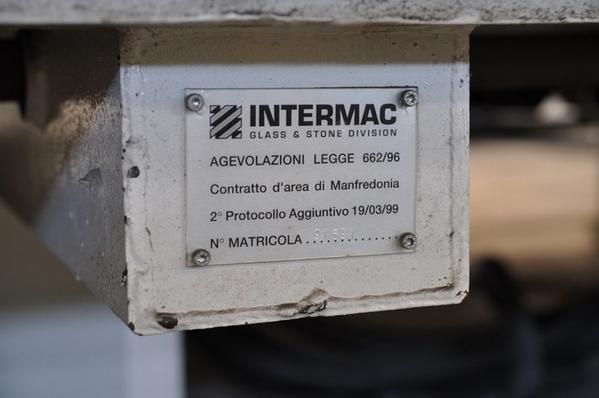 INTERMAC
GLASS & STONE DIVISION
AGEVOLAZIONI LEGGE 662/96
Contratto d'area di Manfredonia
2° Protocollo Aggiuntivo 19/03/99
N° MATRICOLA